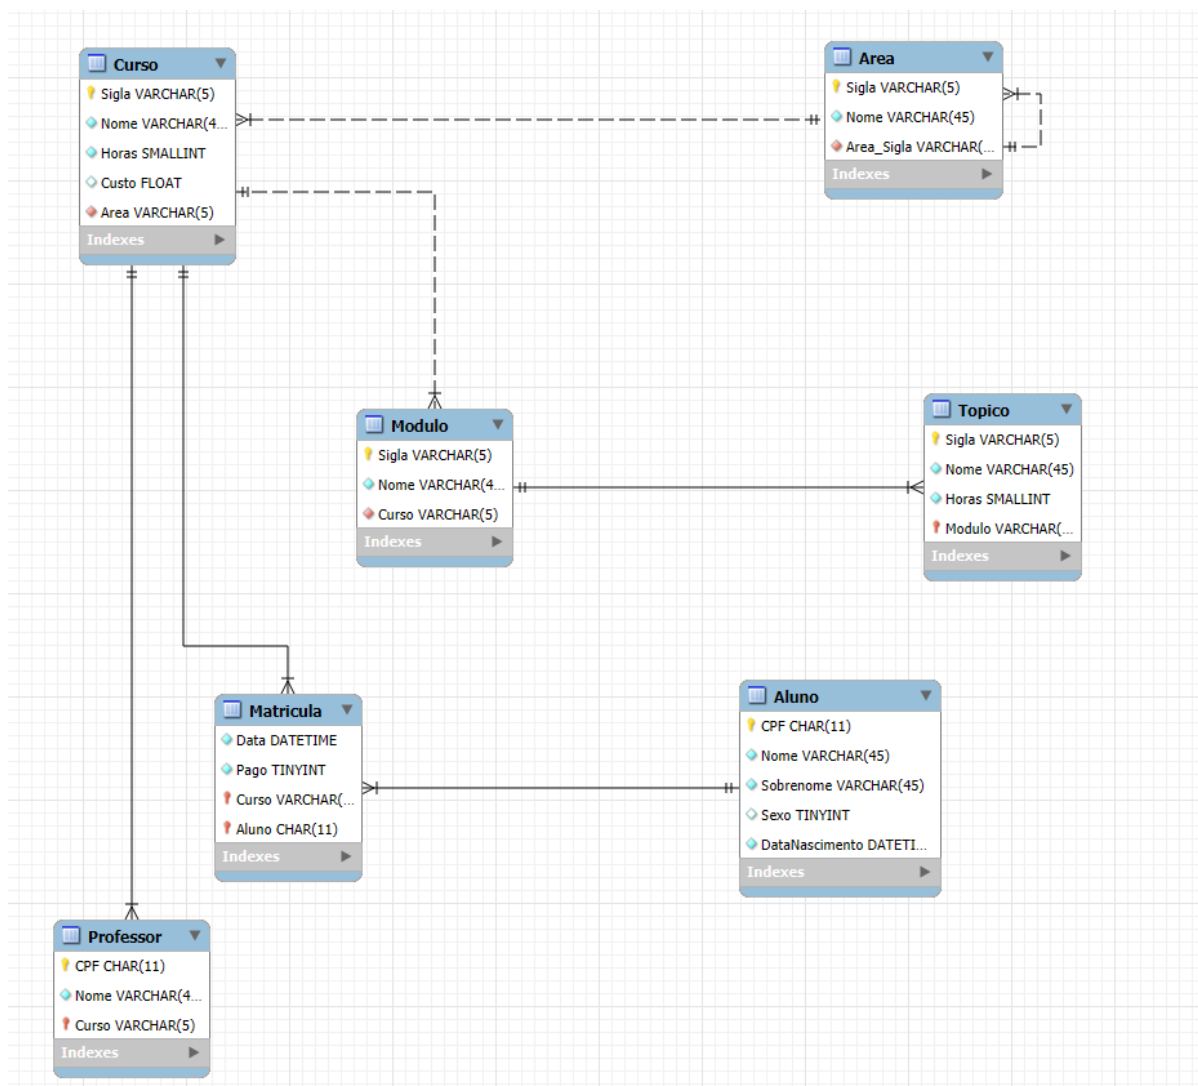 Curso
Sigla VARCHAR(5)
Nome VARCHAR(4...
Horas SMALLINT
Custo FLOAT
Area VARCHAR(5)
Indexes
Area
Sigla VARCHAR(5)
Nome VARCHAR(45)
Area_Sigla VARCHAR(...
Indexes
Modulo
Sigla VARCHAR(5)
Nome VARCHAR(4...
Curso VARCHAR(5)
Indexes
Topico
Sigla VARCHAR(5)
Nome VARCHAR(45)
Horas SMALLINT
Modulo VARCHAR(...
Indexes
Matricula
Data DATETIME
Pago TINYINT
Curso VARCHAR(...
Aluno CHAR(11)
Indexes
Aluno
CPF CHAR(11)
Nome VARCHAR(45)
Sobrenome VARCHAR(45)
Sexo TINYINT
DataNascimento DATETI...
Indexes
Professor
CPF CHAR(11)
Nome VARCHAR(4...
Curso VARCHAR(5)
Indexes